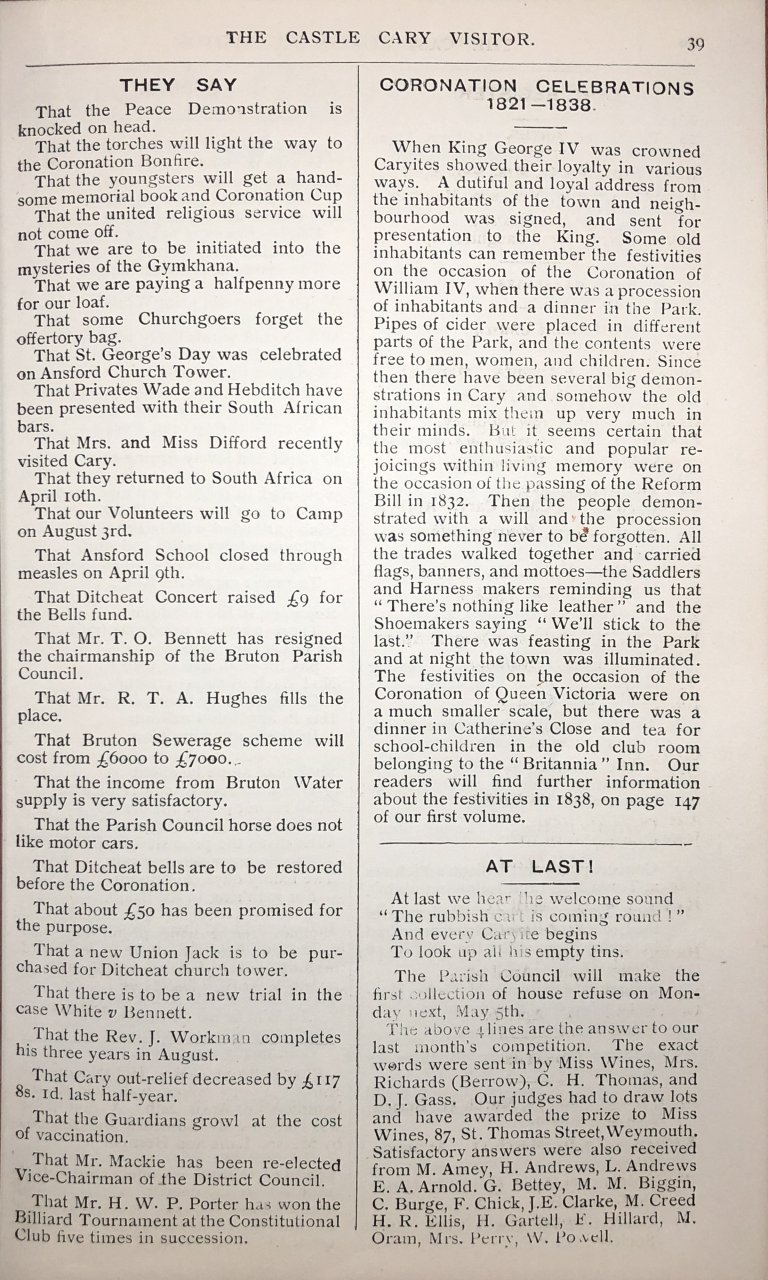 THE CASTLE CARY VISITOR.
39
THEY SAY
That the Peace Demonstration is
knocked on head.
That the torches will light the way to
the Coronation Bonfire.
That the youngsters will get a hand-
some memorial book and Coronation Cup
That the united religious service will
not come off.
That we are to be initiated into the
mysteries of the Gymkhana.
That we are paying a halfpenny more
for our loaf.
That some Churchgoers forget the
offertory bag.
That St. George's Day was celebrated
on Ansford Church Tower.
That Privates Wade and Hebditch have
been presented with their South African
bars.
That Mrs. and Miss Difford recently
visited Cary.
That they returned to South Africa on
April 10th.
That our Volunteers will go to Camp
on August 3rd.
That Ansford School closed through
measles on April 9th.
That Ditcheat Concert raised £9 for
the Bells fund.
That Mr. T. O. Bennett has resigned
the chairmanship of the Bruton Parish
Council.
That Mr. R. T. A. Hughes fills the
place.
That Bruton Sewerage scheme will
cost from £6000 to £7000.
That the income from Bruton Water
supply is very satisfactory.
That the Parish Council horse does not
like motor cars.
That Ditcheat bells are to be restored
before the Coronation.
That about £50 has been promised for
the purpose.
That a new Union Jack is to be pur-
chased for Ditcheat church tower.
That there is to be a new trial in the
case White v Bennett.
That the Rev. J. Workman completes
his three years in August.
That Cary out-relief decreased by £117
8s. 1d. last half-year.
That the Guardians growl at the cost
of vaccination.
That Mr. Mackie has been re-elected
Vice-Chairman of the District Council.
That Mr. H. W. P. Porter has won the
Billiard Tournament at the Constitutional
Club five times in succession.
CORONATION CELEBRATIONS
1821—1838.
When King George IV was crowned
Caryites showed their loyalty in various
ways. A dutiful and loyal address from
the inhabitants of the town and neigh-
bourhood was signed, and sent for
presentation to the King. Some old
inhabitants can remember the festivities
on the occasion of the Coronation of
William IV, when there was a procession
of inhabitants and a dinner in the Park.
Pipes of cider were placed in different
parts of the Park, and the contents were
free to men, women, and children. Since
then there have been several big demon-
strations in Cary and somehow the old
inhabitants mix them up very much in
their minds. But it seems certain that
the most enthusiastic and popular re-
joicings within living memory were on
the occasion of the passing of the Reform
Bill in 1832. Then the people demon-
strated with a will and the procession
was something never to be forgotten. All
the trades walked together and carried
flags, banners, and mottoes—the Saddlers
and Harness makers reminding us that
"There's nothing like leather" and the
Shoemakers saying "We'll stick to the
last." There was feasting in the Park
and at night the town was illuminated.
The festivities on the occasion of the
Coronation of Queen Victoria were on
a much smaller scale, but there was a
dinner in Catherine's Close and tea for
school-children in the old club room
belonging to the "Britannia" Inn. Our
readers will find further information
about the festivities in 1838, on page 147
of our first volume.
AT LAST!
At last we hear the welcome sound
"The rubbish cart is coming round!"
And every Caryite begins
To look up all his empty tins.
The Parish Council will make the
first collection of house refuse on Mon-
day next, May 5th.
The above 4 lines are the answer to our
last month's competition. The exact
words were sent in by Miss Wines, Mrs.
Richards (Berrow), C. H. Thomas, and
D. J. Gass. Our judges had to draw lots
and have awarded the prize to Miss
Wines, 87, St. Thomas Street, Weymouth.
Satisfactory answers were also received
from M. Amey, H. Andrews, L. Andrews
E. A. Arnold. G. Bettey, M. M. Biggin,
C. Burge, F. Chick, J.E. Clarke, M. Creed
H. R. Ellis, H. Gartell, F. Hillard, M.
Oram, Mrs. Perry, W. Powell.